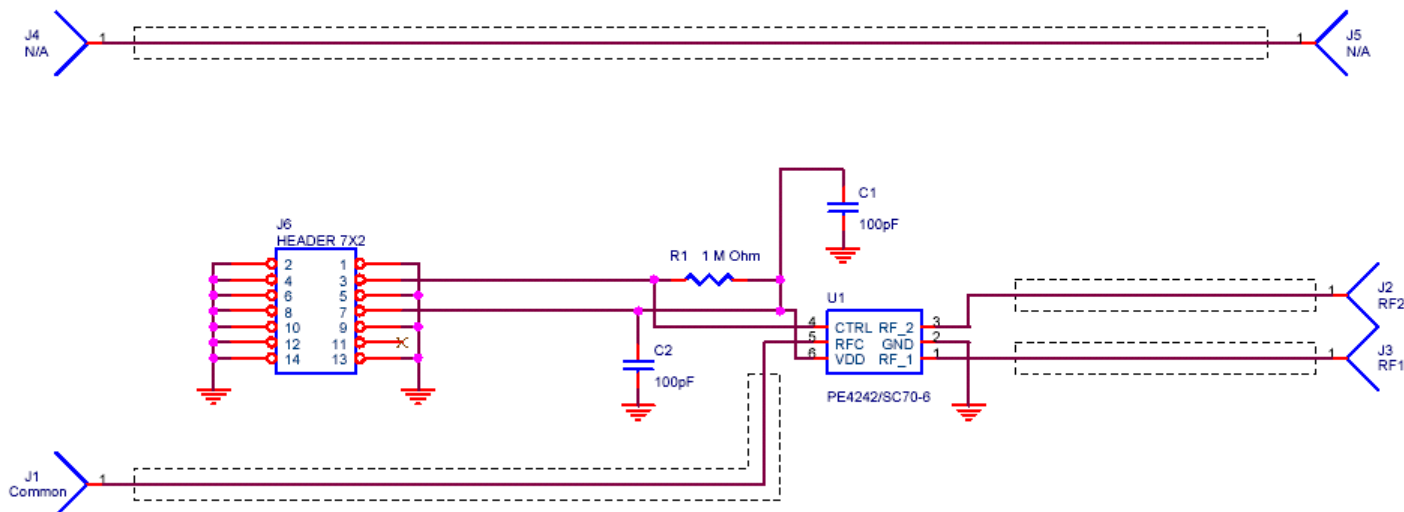 J4
N/A
1
1
J5
N/A
C1
100pF
J6
HEADER 7X2
2 1
4 3
6 5
8 7
10 9
12 11
14 13
R1 1 M Ohm
U1
4 CTRL RF_2 3
5 RFC GND 2
6 VDD RF_1 1
PE4242/SC70-6
C2
100pF
1
J2
RF2
1
J3
RF1
J1
Common
1